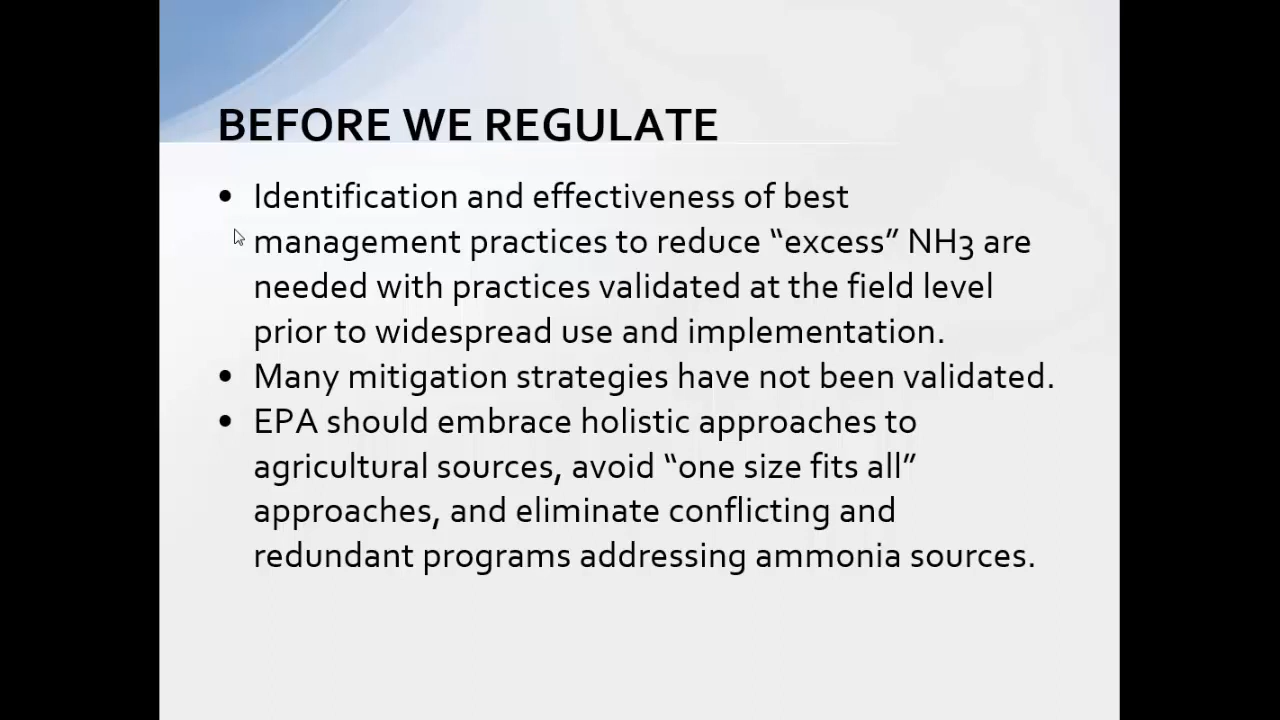 BEFORE WE REGULATE
• Identification and effectiveness of best
management practices to reduce “excess” NH3 are
needed with practices validated at the field level
prior to widespread use and implementation.
• Many mitigation strategies have not been validated.
• EPA should embrace holistic approaches to
agricultural sources, avoid “one size fits all”
approaches, and eliminate conflicting and
redundant programs addressing ammonia sources.